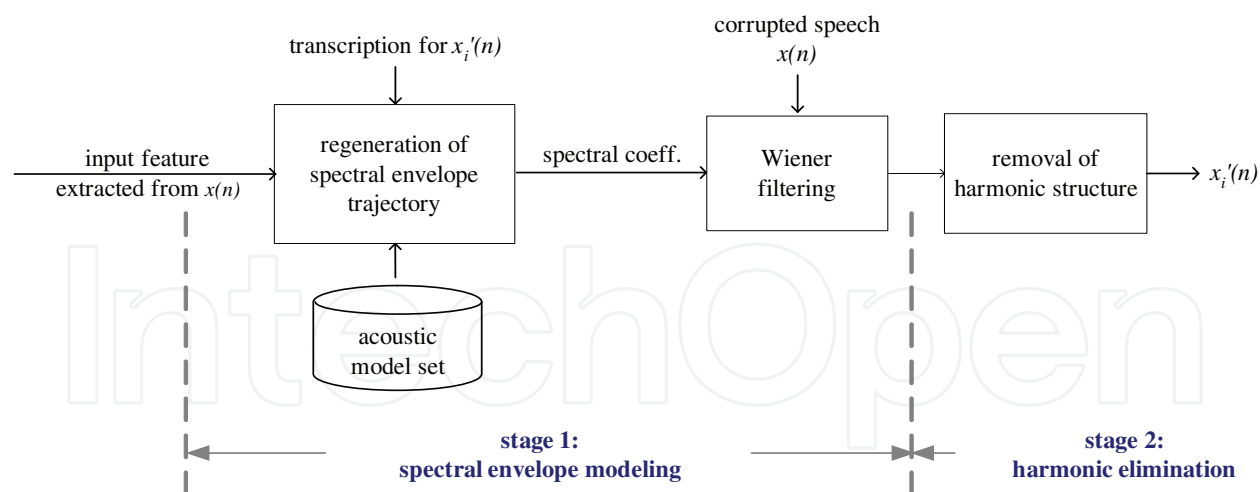 transcription for x_i'(n)
corrupted speech
x(n)
input feature
extracted from x(n)
regeneration of
spectral envelope
trajectory
spectral coeff.
Wiener
filtering
removal of
harmonic structure
x_i'(n)
acoustic
model set
IntechOpen
stage 1:
spectral envelope modeling
stage 2:
harmonic elimination